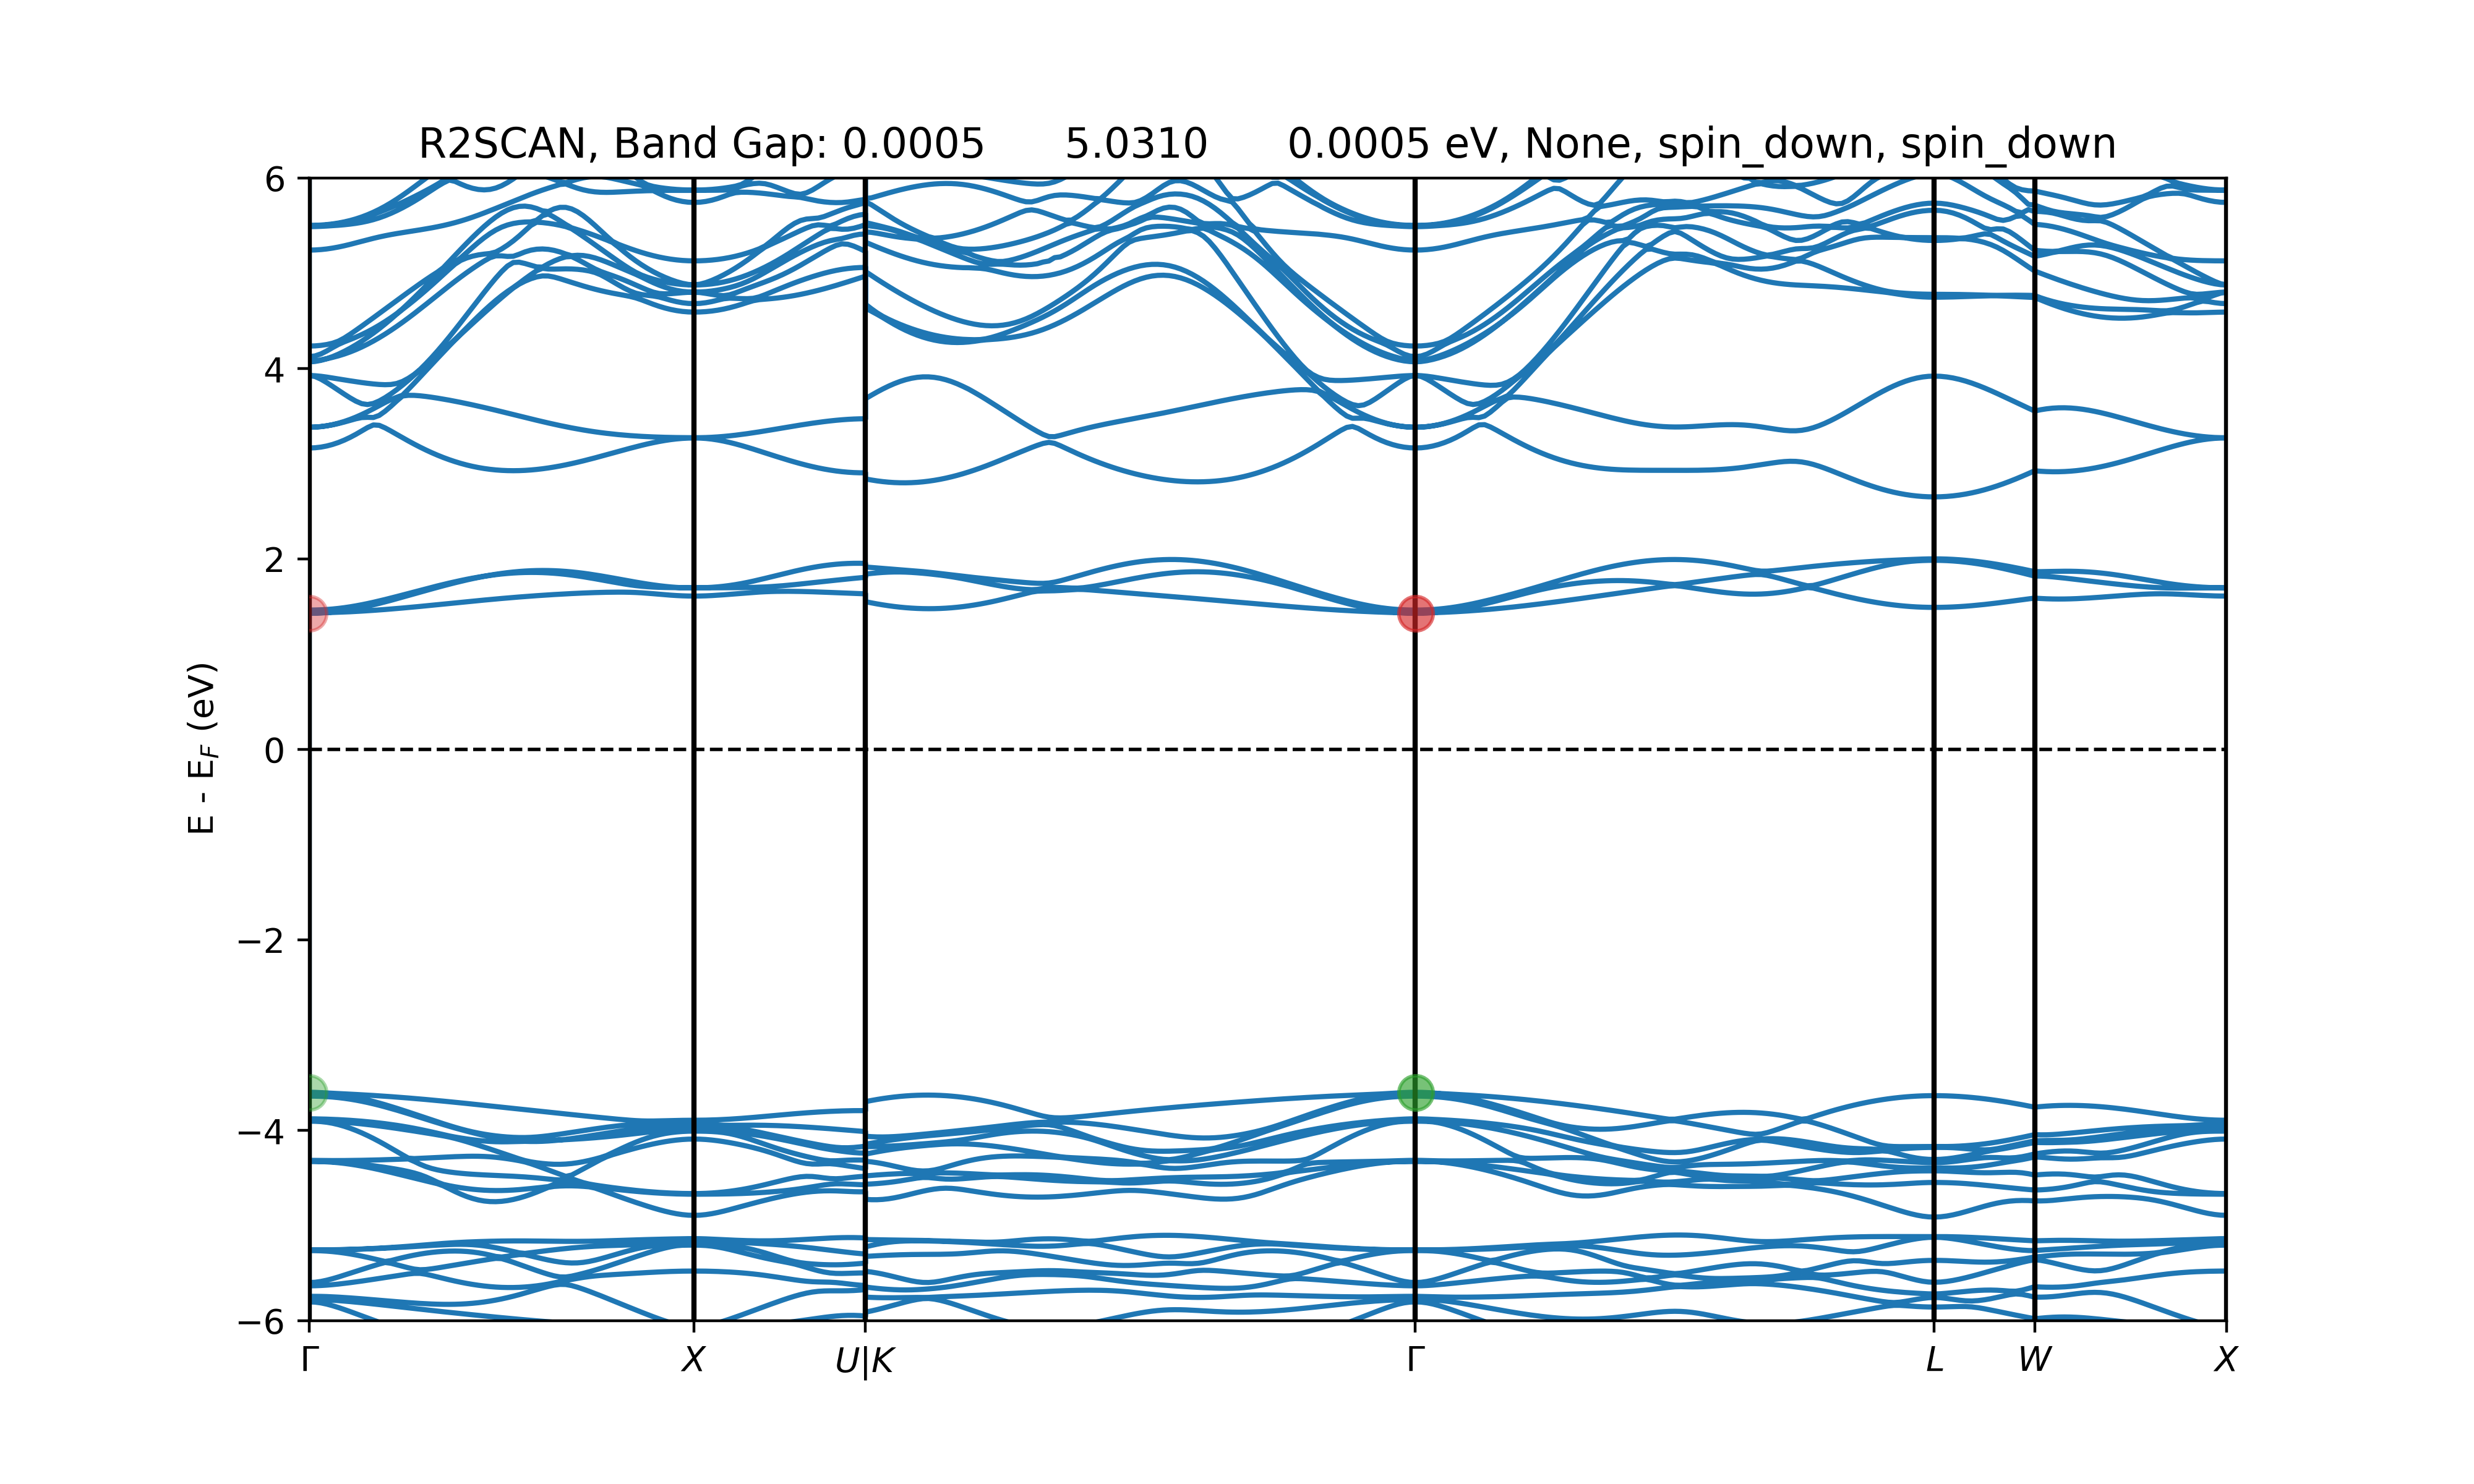 R2SCAN, Band Gap: 0.0005 5.0310 0.0005 eV, None, spin_down, spin_down
6
4
2
0
−2
−4
−6
E - E_F (eV)
Γ X U|K Γ L W X